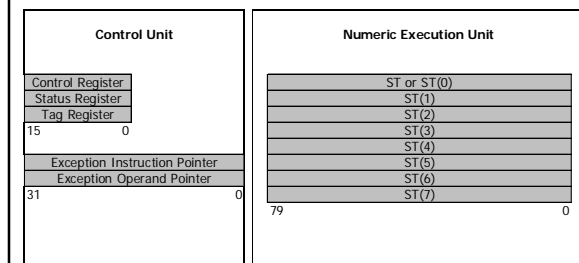 Control Unit
Control Register
Status Register
Tag Register
15 0
Exception Instruction Pointer
Exception Operand Pointer
31 0
Numeric Execution Unit
ST or ST(0)
ST(1)
ST(2)
ST(3)
ST(4)
ST(5)
ST(6)
ST(7)
79 0